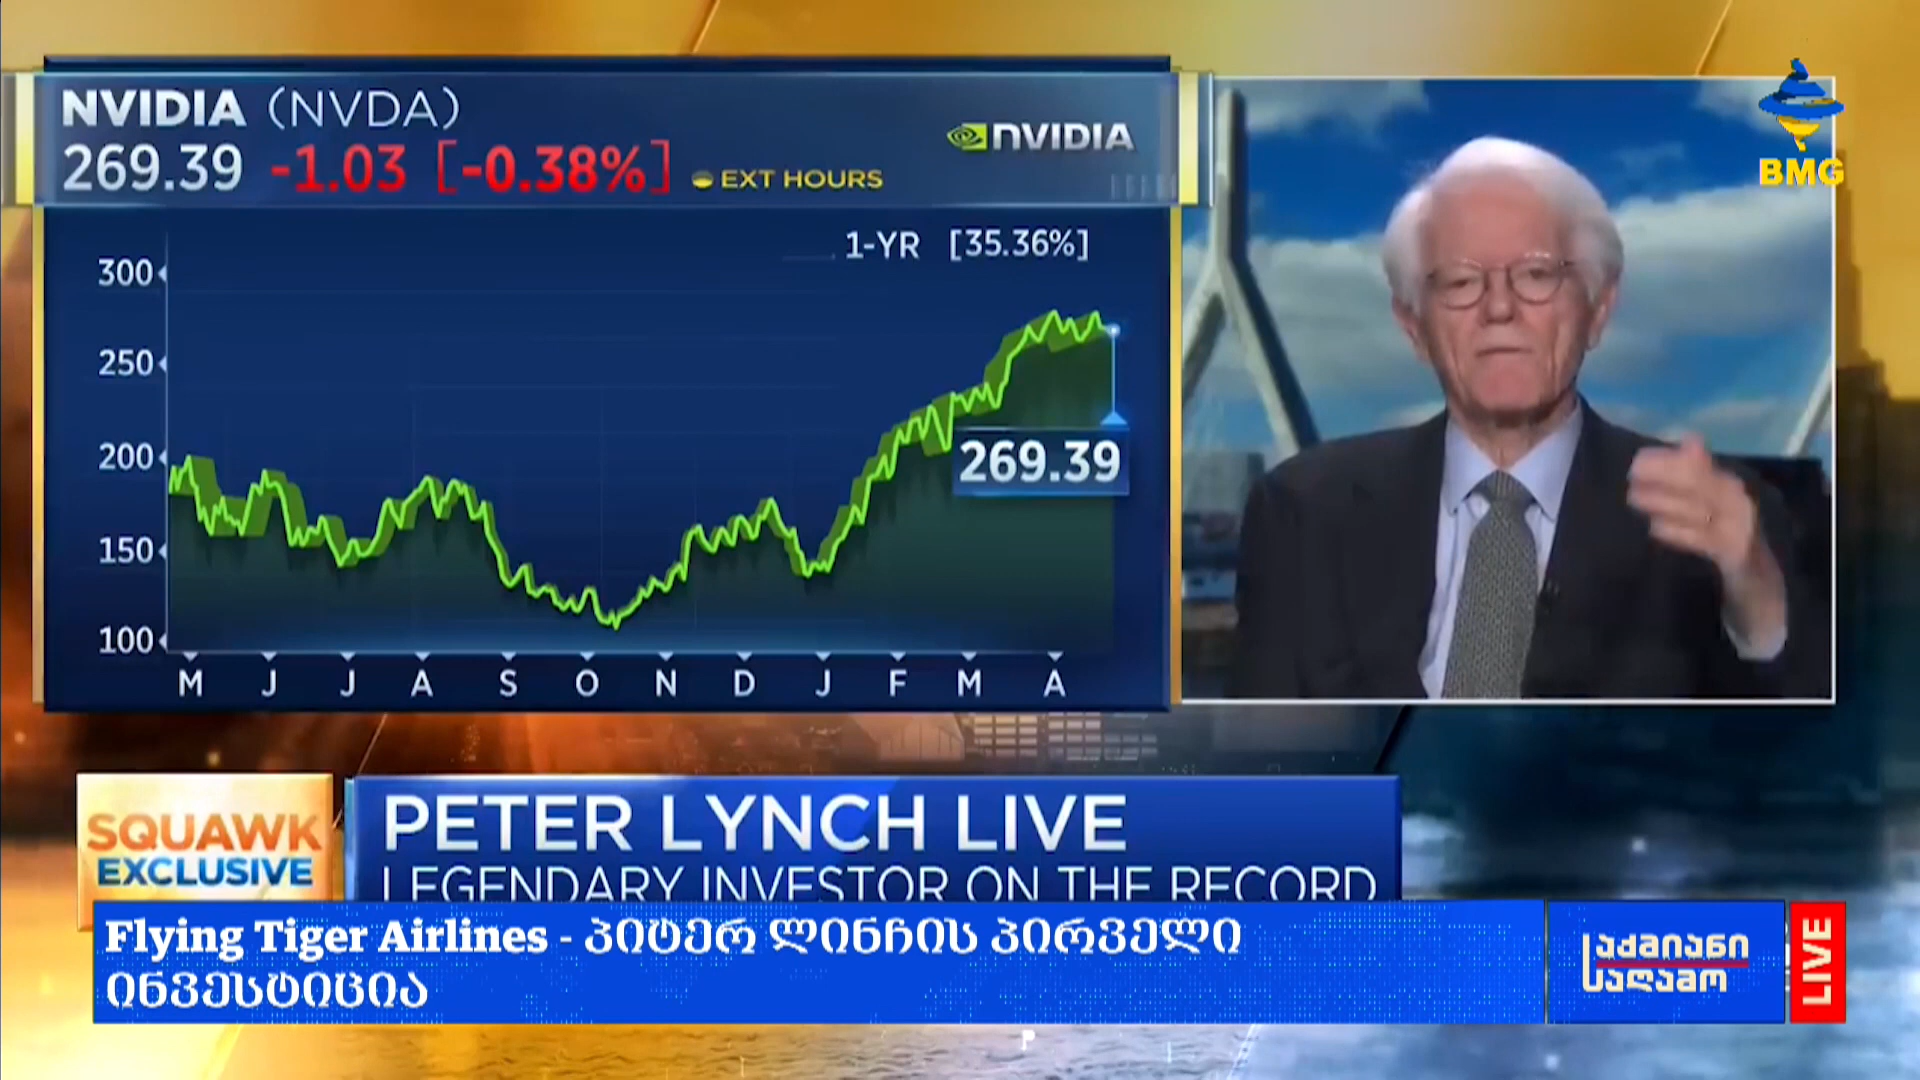 NVIDIA (NVDA)
269.39 -1.03 [-0.38%] EXT HOURS
NVIDIA
BMG
1-YR [35.36%]
300
250
200
150
100
269.39
M J J A S O N D J F M A
SQUAWK
EXCLUSIVE
PETER LYNCH LIVE
LEGENDARY INVESTOR ON THE RECORD
Flying Tiger Airlines - პიტერ ლინჩის პირველი
ინვესტიცია
საქმიანი
საღამო
LIVE
P